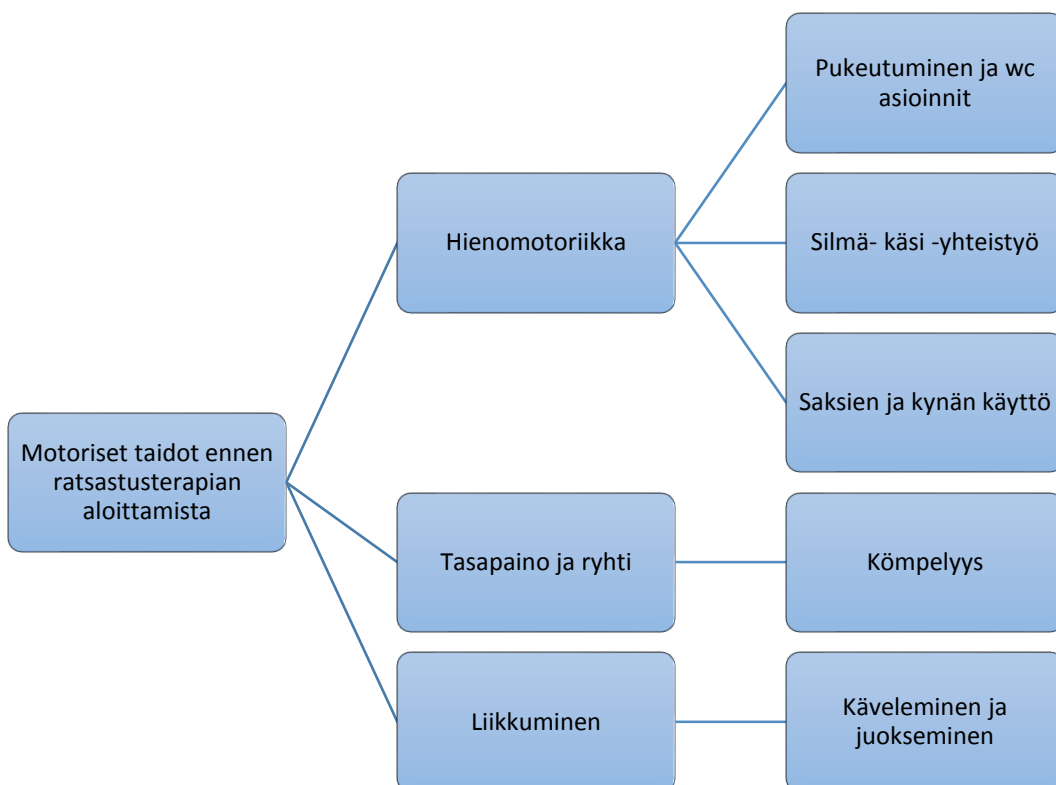 Pukeutuminen ja wc
asioinnit
Hienomotoriikka
Silmä- käsi -yhteistyö
Saksien ja kynän käyttö
Motoriset taidot ennen
ratsastusterapian
aloittamista
Tasapaino ja ryhti
Kömpelyys
Liikkuminen
Käveleminen ja
juokseminen